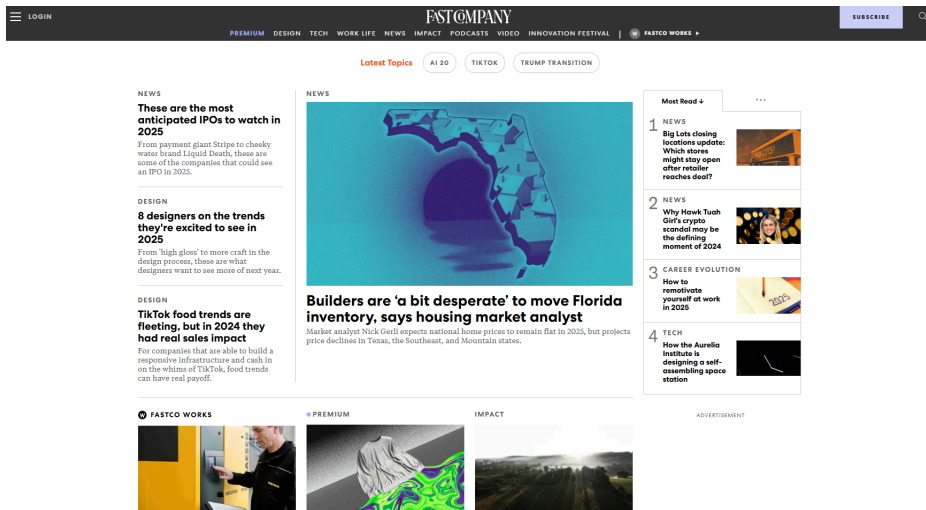 LOGIN
FAST COMPANY
SUBSCRIBE
PREMIUM DESIGN TECH WORK LIFE NEWS IMPACT PODCASTS VIDEO INNOVATION FESTIVAL | W FASTCO WORKS
Latest Topics
AI 20
TIKTOK
TRUMP TRANSITION
NEWS
These are the most
anticipated IPOs to watch in
2025
From payment giant Stripe to cheeky
water brand Liquid Death, these are
some of the companies that could see
an IPO in 2025.
DESIGN
8 designers on the trends
they're excited to see in
2025
From 'high gloss' to more craft in the
design process, these are what
designers want to see more of next year.
DESIGN
TikTok food trends are
fleeting, but in 2024 they
had real sales impact
For companies that are able to build a
responsive infrastructure and cash in
on the whims of TikTok, food trends
can have real payoff.
NEWS
Builders are ‘a bit desperate’ to move Florida
inventory, says housing market analyst
Market analyst Nick Gerli expects national home prices to remain flat in 2025, but projects
price declines in Texas, the Southeast, and Mountain states.
Most Read ↓
...
1 NEWS
Big Lots closing
locations update:
Which stores
might stay open
after retailer
reaches deal?
2 NEWS
Why Hawk Tuah
Girl's crypto
scandal may be
the defining
moment of 2024
3 CAREER EVOLUTION
How to
remotivate
yourself at work
in 2025
2025
4 TECH
How the Aurelia
Institute is
designing a self-
assembling space
station
ADVERTISEMENT
W FASTCO WORKS
PREMIUM
IMPACT